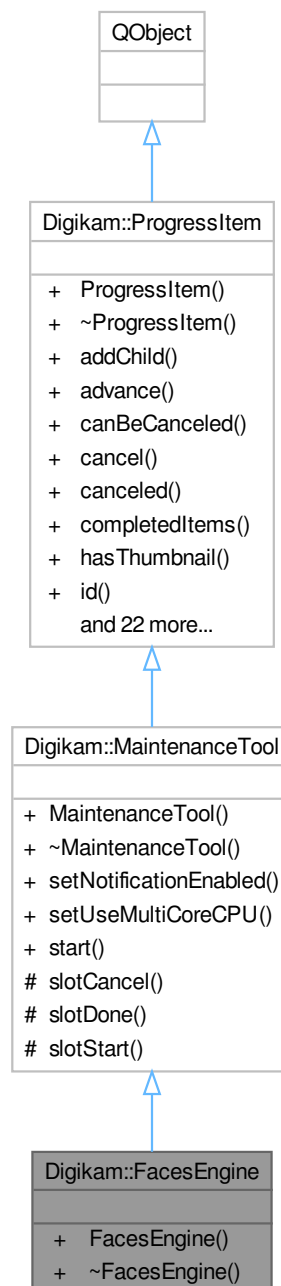 QObject
Digikam::ProgressItem
+ ProgressItem()
+ ~ProgressItem()
+ addChild()
+ advance()
+ canBeCanceled()
+ cancel()
+ canceled()
+ completedItems()
+ hasThumbnail()
+ id()
and 22 more...
Digikam::MaintenanceTool
+ MaintenanceTool()
+ ~MaintenanceTool()
+ setNotificationEnabled()
+ setUseMultiCoreCPU()
+ start()
# slotCancel()
# slotDone()
# slotStart()
Digikam::FacesEngine
+ FacesEngine()
+ ~FacesEngine()